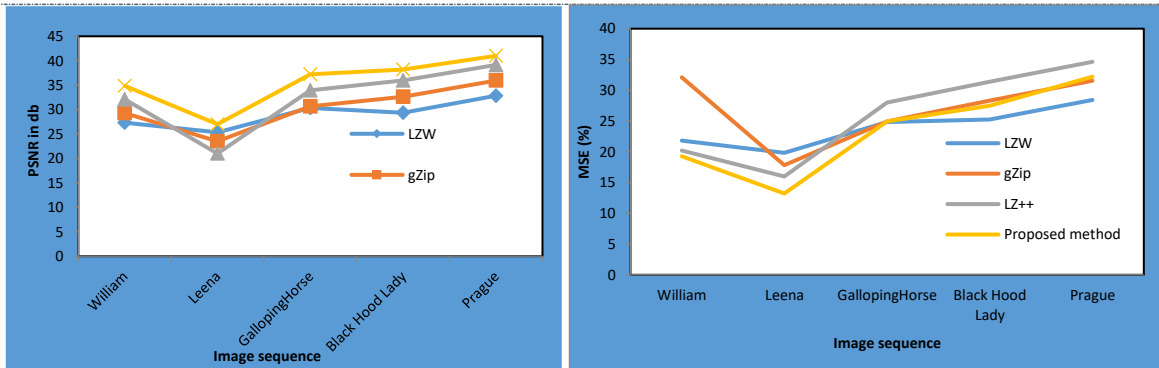 45
40
35
30
25
20
15
10
5
0
PSNR in db
LZW
gZip
William
Leena
GallopingHorse
Black Hood Lady
Prague
Image sequence
40
35
30
25
20
15
10
5
0
MSE (%)
LZW
gZip
LZ++
Proposed method
William Leena GallopingHorse Black Hood Prague
Lady
Image sequence